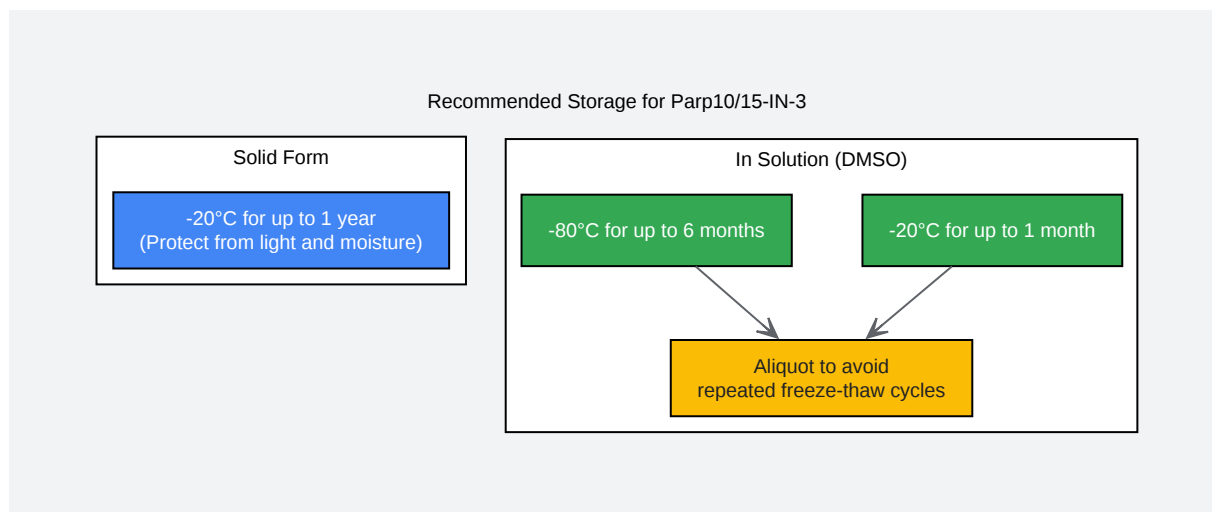 Recommended Storage for Parp10/15-IN-3
Solid Form
-20°C for up to 1 year
(Protect from light and moisture)
In Solution (DMSO)
-80°C for up to 6 months
-20°C for up to 1 month
Aliquot to avoid
repeated freeze-thaw cycles